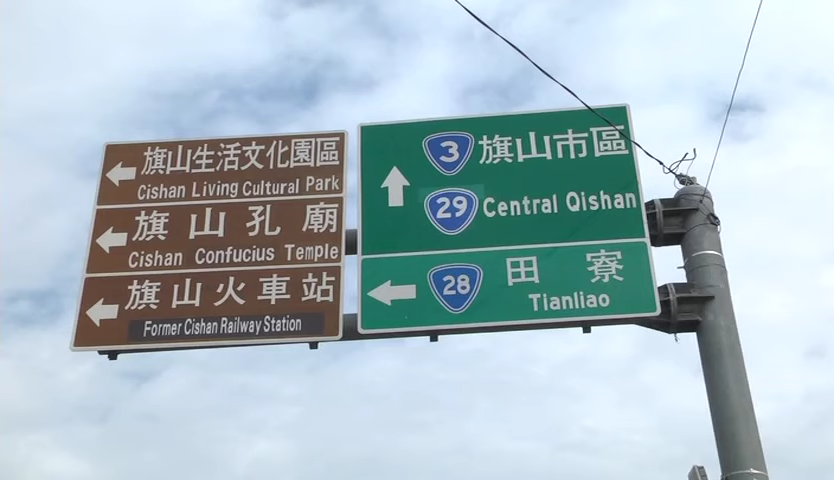 旗山生活文化園區
Cishan Living Cultural Park
旗山孔廟
Cishan Confucius Temple
旗山火車站
Former Cishan Railway Station
3 旗山市區
29 Central Qishan
28 田寮
Tianliao